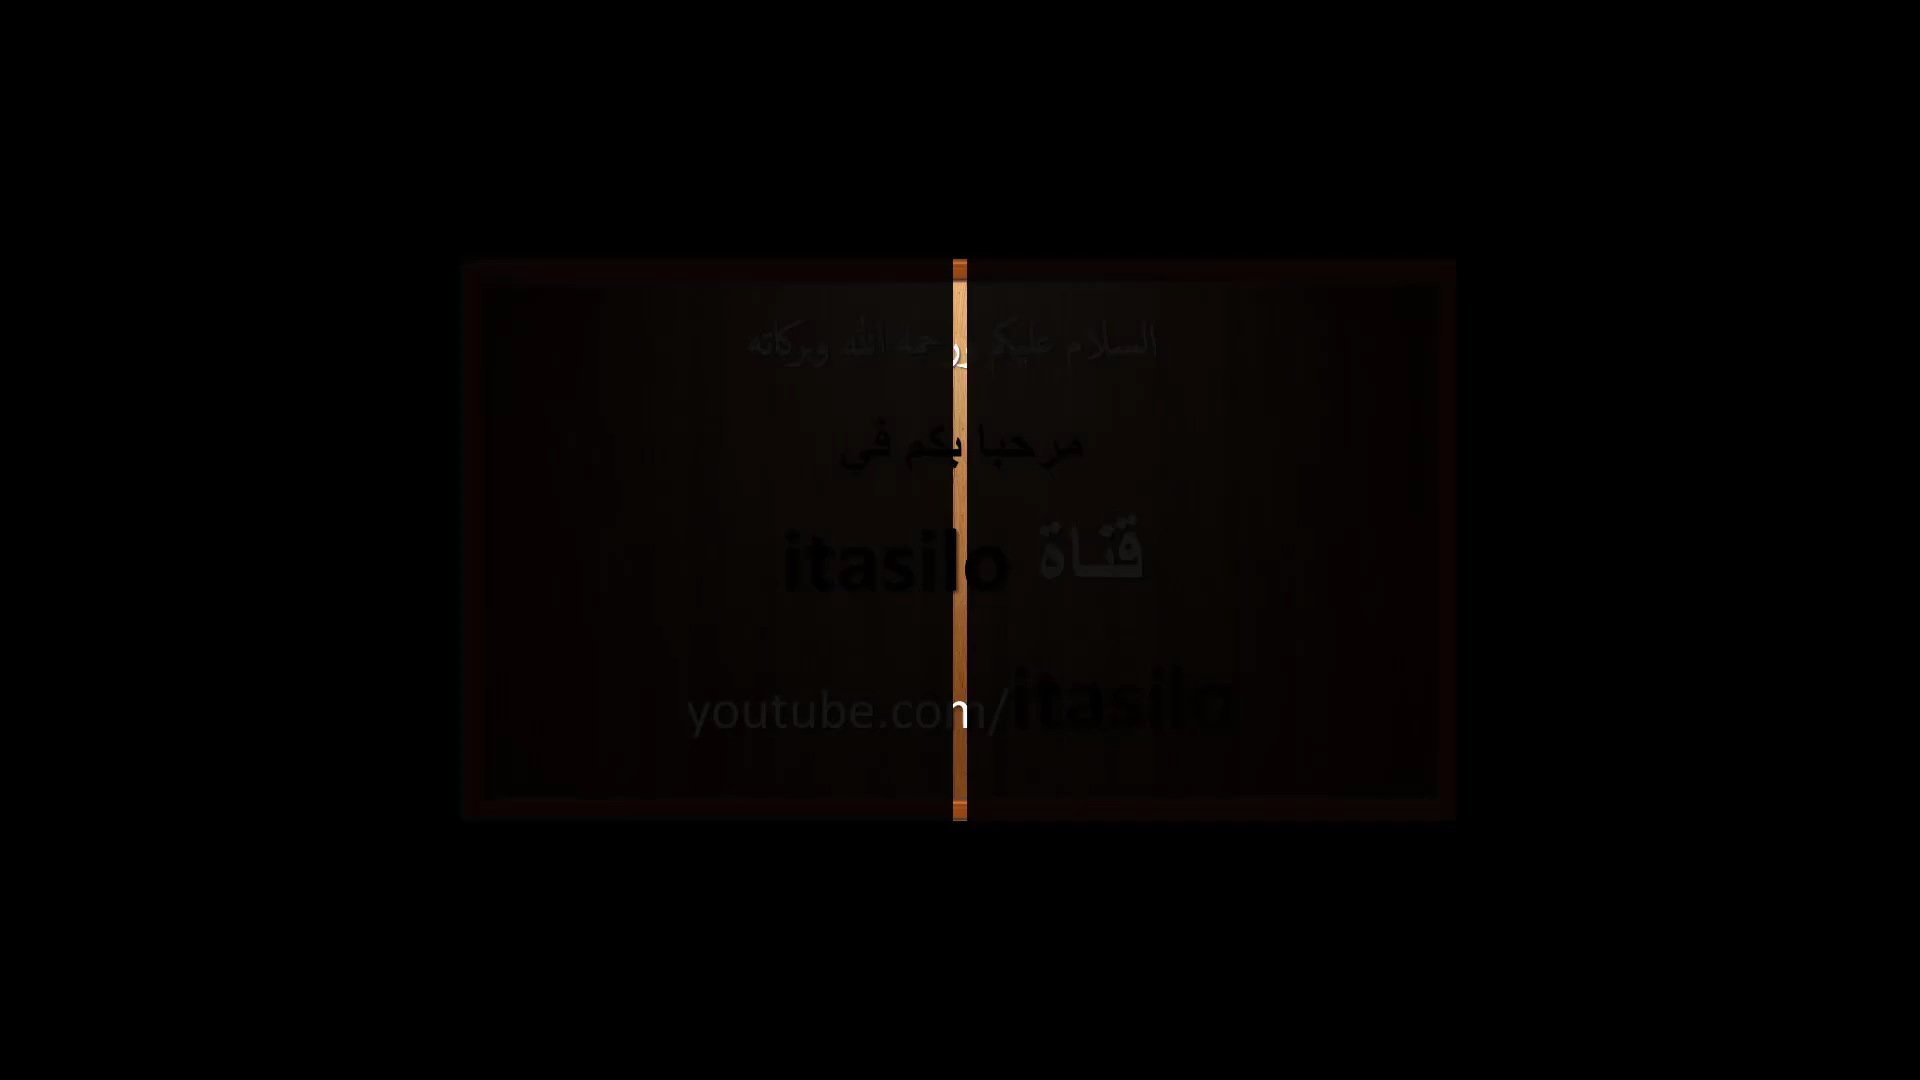 السلام عليكم ورحمة الله وبركاته
مرحبا بكم في
قناة itasilo
youtube.com/itasilo